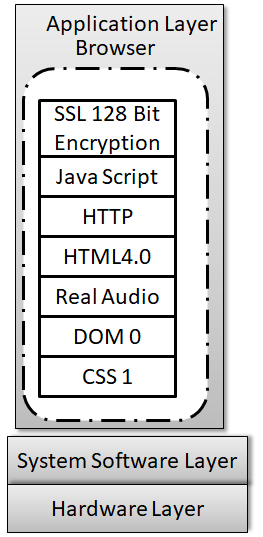 Application Layer
Browser
SSL 128 Bit
Encryption
Java Script
HTTP
HTML4.0
Real Audio
DOM 0
CSS 1
System Software Layer
Hardware Layer